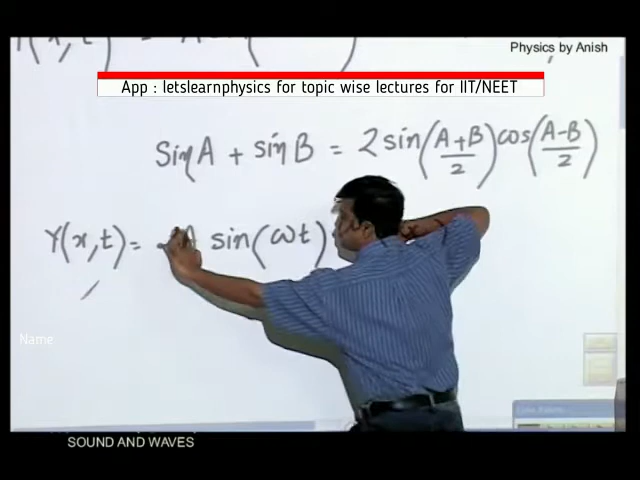 Physics by Anish
App : letslearnphysics for topic wise lectures for IIT/NEET
Sin A + sin B = 2 sin(A+B/2) cos(A-B/2)
Y(x,t) = A sin(ωt)
Name
SOUND AND WAVES